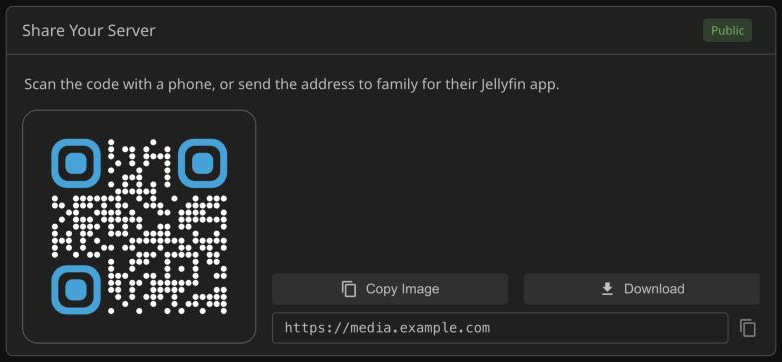 Share Your Server
Public
Scan the code with a phone, or send the address to family for their Jellyfin app.
Copy Image
Download
https://media.example.com